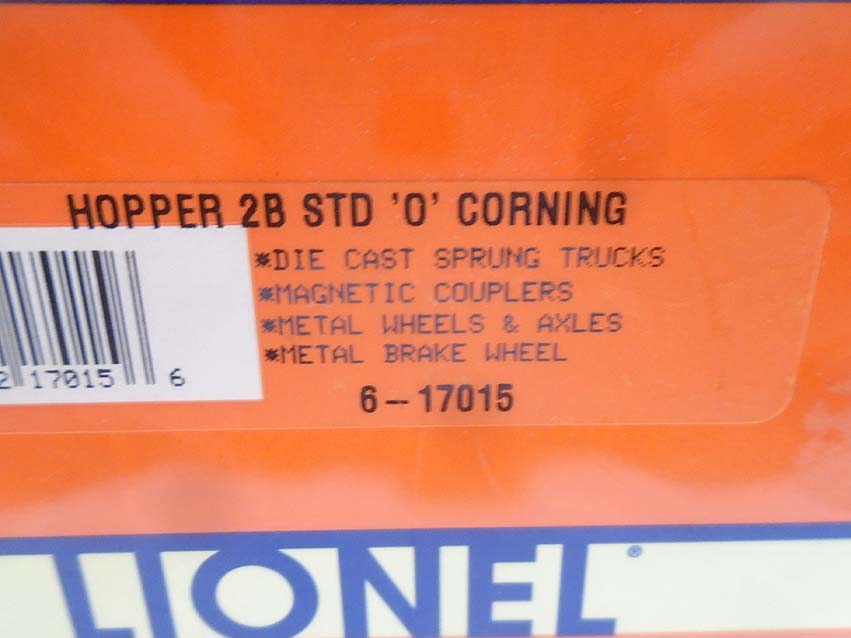 HOPPER 2B STD 'O' CORNING
*DIE CAST SPRUNG TRUCKS
*MAGNETIC COUPLERS
*METAL WHEELS & AXLES
*METAL BRAKE WHEEL
2 17015 6
6-17015
LIONEL®